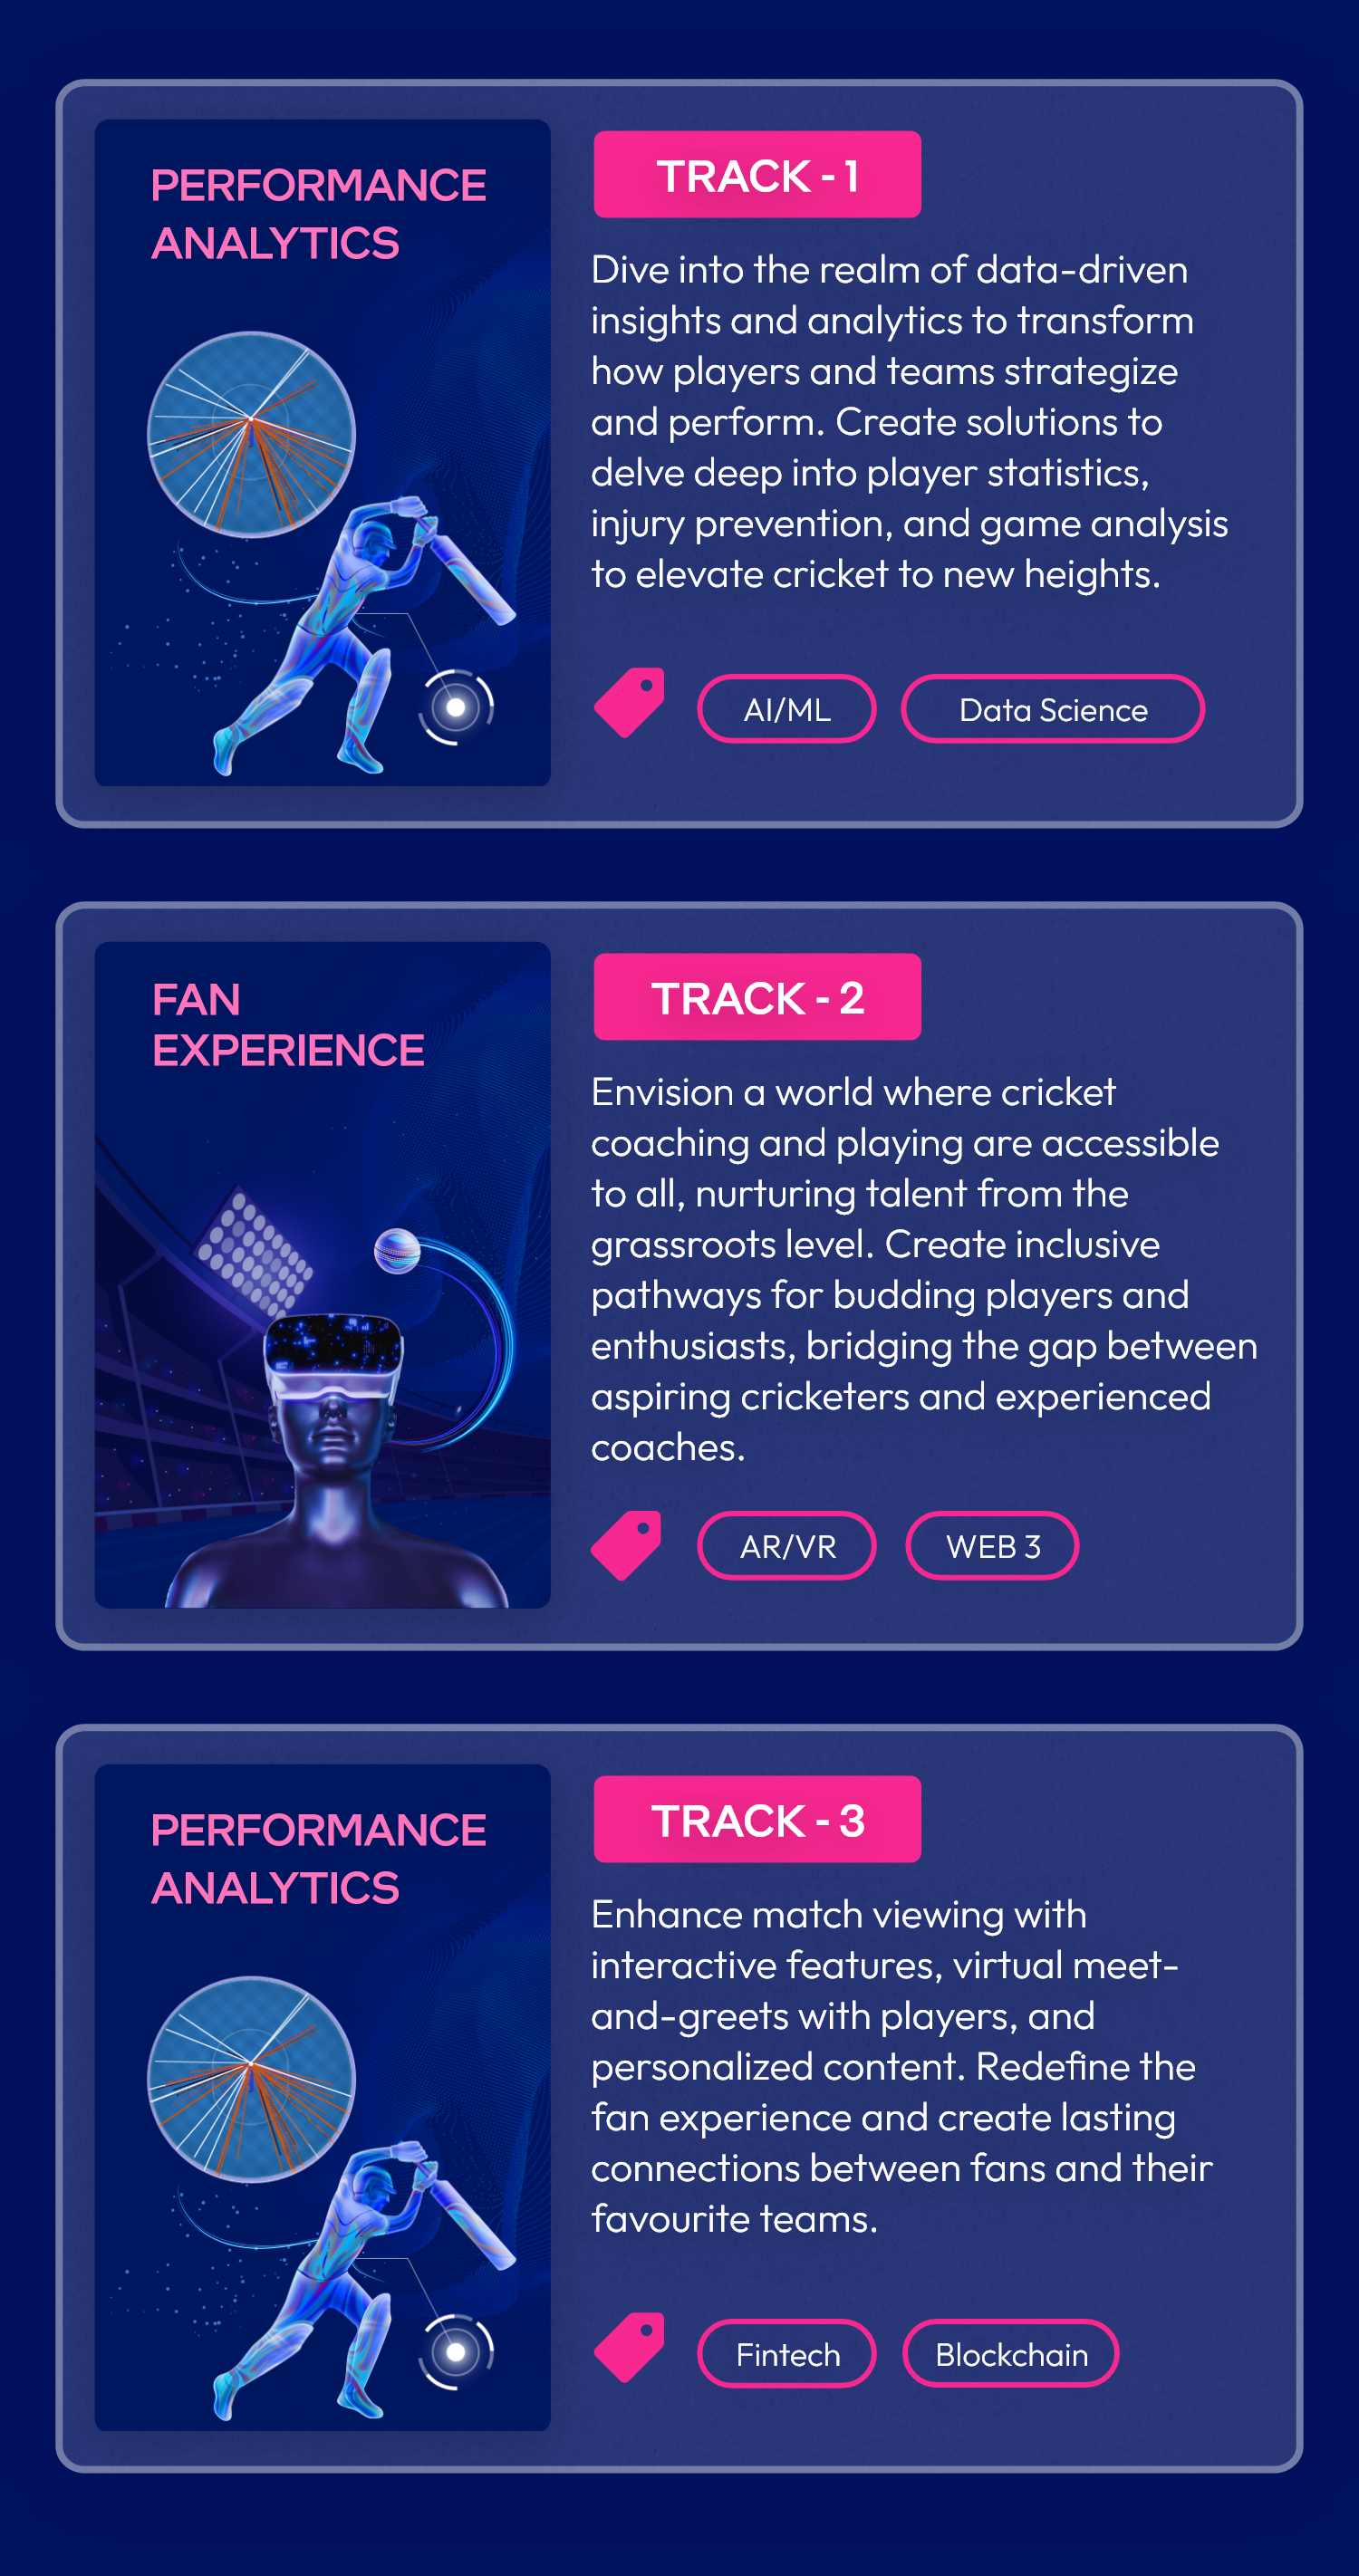 PERFORMANCE
ANALYTICS
TRACK - 1
Dive into the realm of data-driven
insights and analytics to transform
how players and teams strategize
and perform. Create solutions to
delve deep into player statistics,
injury prevention, and game analysis
to elevate cricket to new heights.
AI/ML
Data Science
FAN
EXPERIENCE
TRACK - 2
Envision a world where cricket
coaching and playing are accessible
to all, nurturing talent from the
grassroots level. Create inclusive
pathways for budding players and
enthusiasts, bridging the gap between
aspiring cricketers and experienced
coaches.
AR/VR
WEB 3
PERFORMANCE
ANALYTICS
TRACK - 3
Enhance match viewing with
interactive features, virtual meet-
and-greets with players, and
personalized content. Redefine the
fan experience and create lasting
connections between fans and their
favourite teams.
Fintech
Blockchain